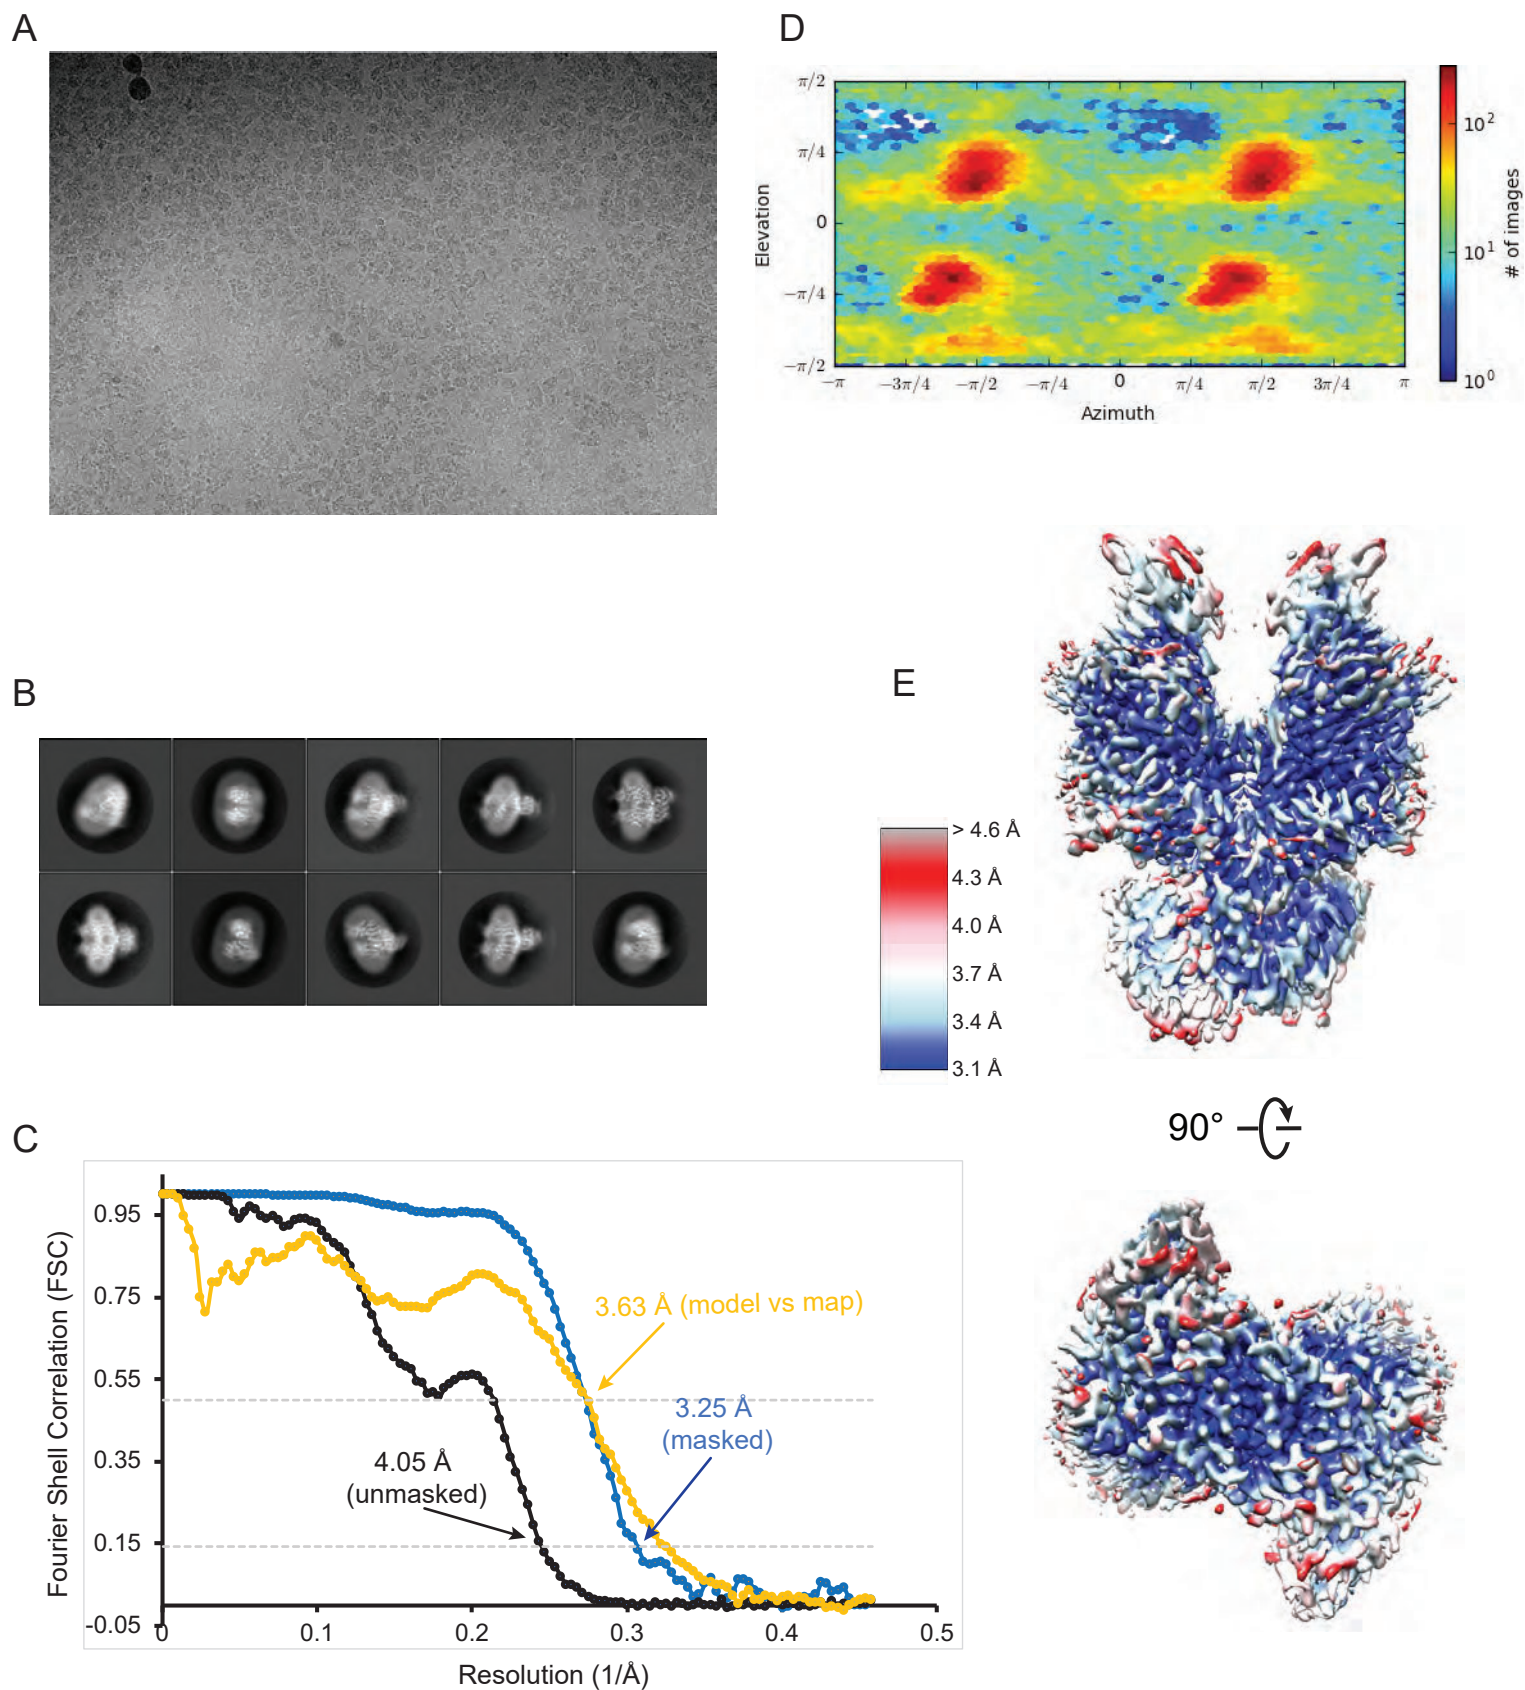 A
D
π/2
π/4
0
−π/4
−π/2
Elevation
−π
−3π/4
−π/2
−π/4
0
π/4
π/2
3π/4
π
Azimuth
10²
10¹
10⁰
# of images
B
E
> 4.6 Å
4.3 Å
4.0 Å
3.7 Å
3.4 Å
3.1 Å
90°
C
Fourier Shell Correlation (FSC)
0.95
0.75
0.55
0.35
0.15
-0.05
3.63 Å (model vs map)
3.25 Å
(masked)
4.05 Å
(unmasked)
0
0.1
0.2
0.3
0.4
0.5
Resolution (1/Å)